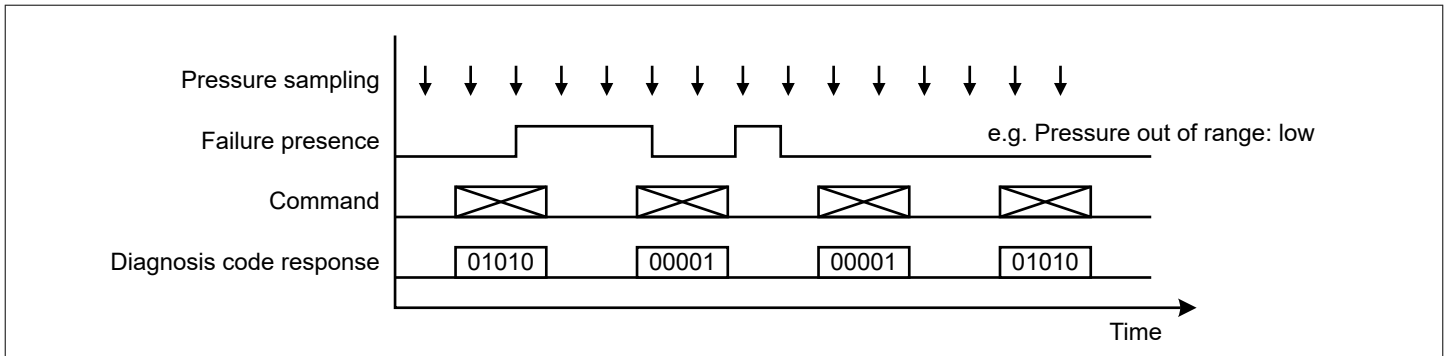 Pressure sampling
Failure presence
e.g. Pressure out of range: low
Command
Diagnosis code response
01010
00001
00001
01010
Time